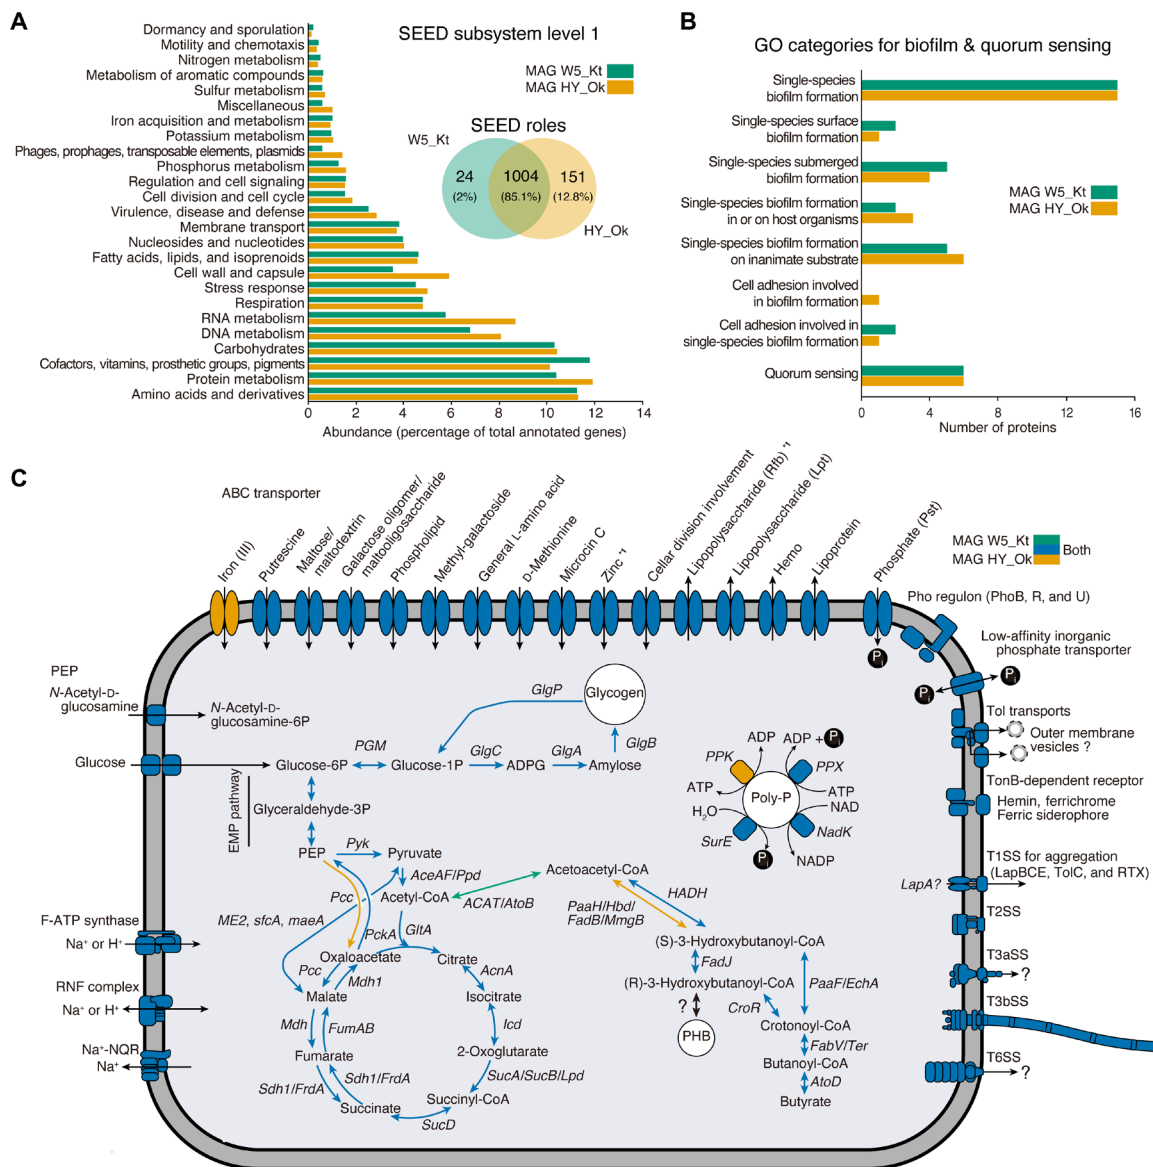 A
SEED subsystem level 1
MAG W5_Kt
MAG HY_Ok
Dormancy and sporulation
Motility and chemotaxis
Nitrogen metabolism
Metabolism of aromatic compounds
Sulfur metabolism
Miscellaneous
Iron acquisition and metabolism
Potassium metabolism
Phages, prophages, transposable elements, plasmids
Phosphorus metabolism
Regulation and cell signaling
Cell division and cell cycle
Virulence, disease and defense
Membrane transport
Nucleosides and nucleotides
Fatty acids, lipids, and isoprenoids
Cell wall and capsule
Stress response
Respiration
RNA metabolism
DNA metabolism
Carbohydrates
Cofactors, vitamins, prosthetic groups, pigments
Protein metabolism
Amino acids and derivatives
0 2 4 6 8 10 12 14
Abundance (percentage of total annotated genes)
SEED roles
W5_Kt
24
(2%)
1004
(85.1%)
151
(12.8%)
HY_Ok
B
GO categories for biofilm & quorum sensing
Single-species
biofilm formation
Single-species surface
biofilm formation
Single-species submerged
biofilm formation
Single-species biofilm formation
in or on host organisms
Single-species biofilm formation
on inanimate substrate
Cell adhesion involved
in biofilm formation
Cell adhesion involved in
single-species biofilm formation
Quorum sensing
MAG W5_Kt
MAG HY_Ok
0 4 8 12 16
Number of proteins
C
ABC transporter
Iron (III)
Putrescine
Maltose/
maltodextrin
Galactose oligomer/
maltooligosaccharide
Phospholipid
Methyl-galactoside
General L-amino acid
D-Methionine
Microcin C
Zinc*1
Cellar division involvement
Lipopolysaccharide (Rfb)*1
Lipopolysaccharide (Lpt)
Hemo
Lipoprotein
Phosphate (Pst)
MAG W5_Kt
Both
MAG HY_Ok
Pho regulon (PhoB, R, and U)
Low-affinity inorganic
phosphate transporter
Pi
Pi
Pi
Tol transports
Outer membrane
vesicles ?
TonB-dependent receptor
Hemin, ferrichrome
Ferric siderophore
T1SS for aggregation
(LapBCE, TolC, and RTX)
LapA?
T2SS
T3aSS
?
T3bSS
T6SS
?
PEP
N-Acetyl-D-
glucosamine
N-Acetyl-D-
glucosamine-6P
Glucose
Glucose-6P
PGM
Glucose-1P
GlgC
ADPG
GlgA
Amylose
GlgB
Glycogen
GlgP
EMP pathway
Glyceraldehyde-3P
PEP
Pyk
Pyruvate
AceAF/Ppd
Acetyl-CoA
ACAT/AtoB
Acetoacetyl-CoA
Pcc
ME2, sfcA, maeA
PckA
GltA
Oxaloacetate
Citrate
Pcc
Mdh1
AcnA
Malate
Isocitrate
Mdh
FumAB
Icd
Fumarate
2-Oxoglutarate
Sdh1/FrdA
Sdh1/FrdA
SucA/SucB/Lpd
Succinate
Succinyl-CoA
SucD
F-ATP synthase
Na+ or H+
RNF complex
Na+ or H+
Na+-NQR
Na+
ADP
ADP + Pi
PPK
PPX
ATP
Poly-P
ATP
H2O
NAD
SurE
NadK
Pi
NADP
HADH
PaaH/Hbd/
FadB/MmgB
(S)-3-Hydroxybutanoyl-CoA
FadJ
(R)-3-Hydroxybutanoyl-CoA
PaaF/EchA
?
CroR
PHB
Crotonoyl-CoA
FabV/Ter
Butanoyl-CoA
AtoD
Butyrate